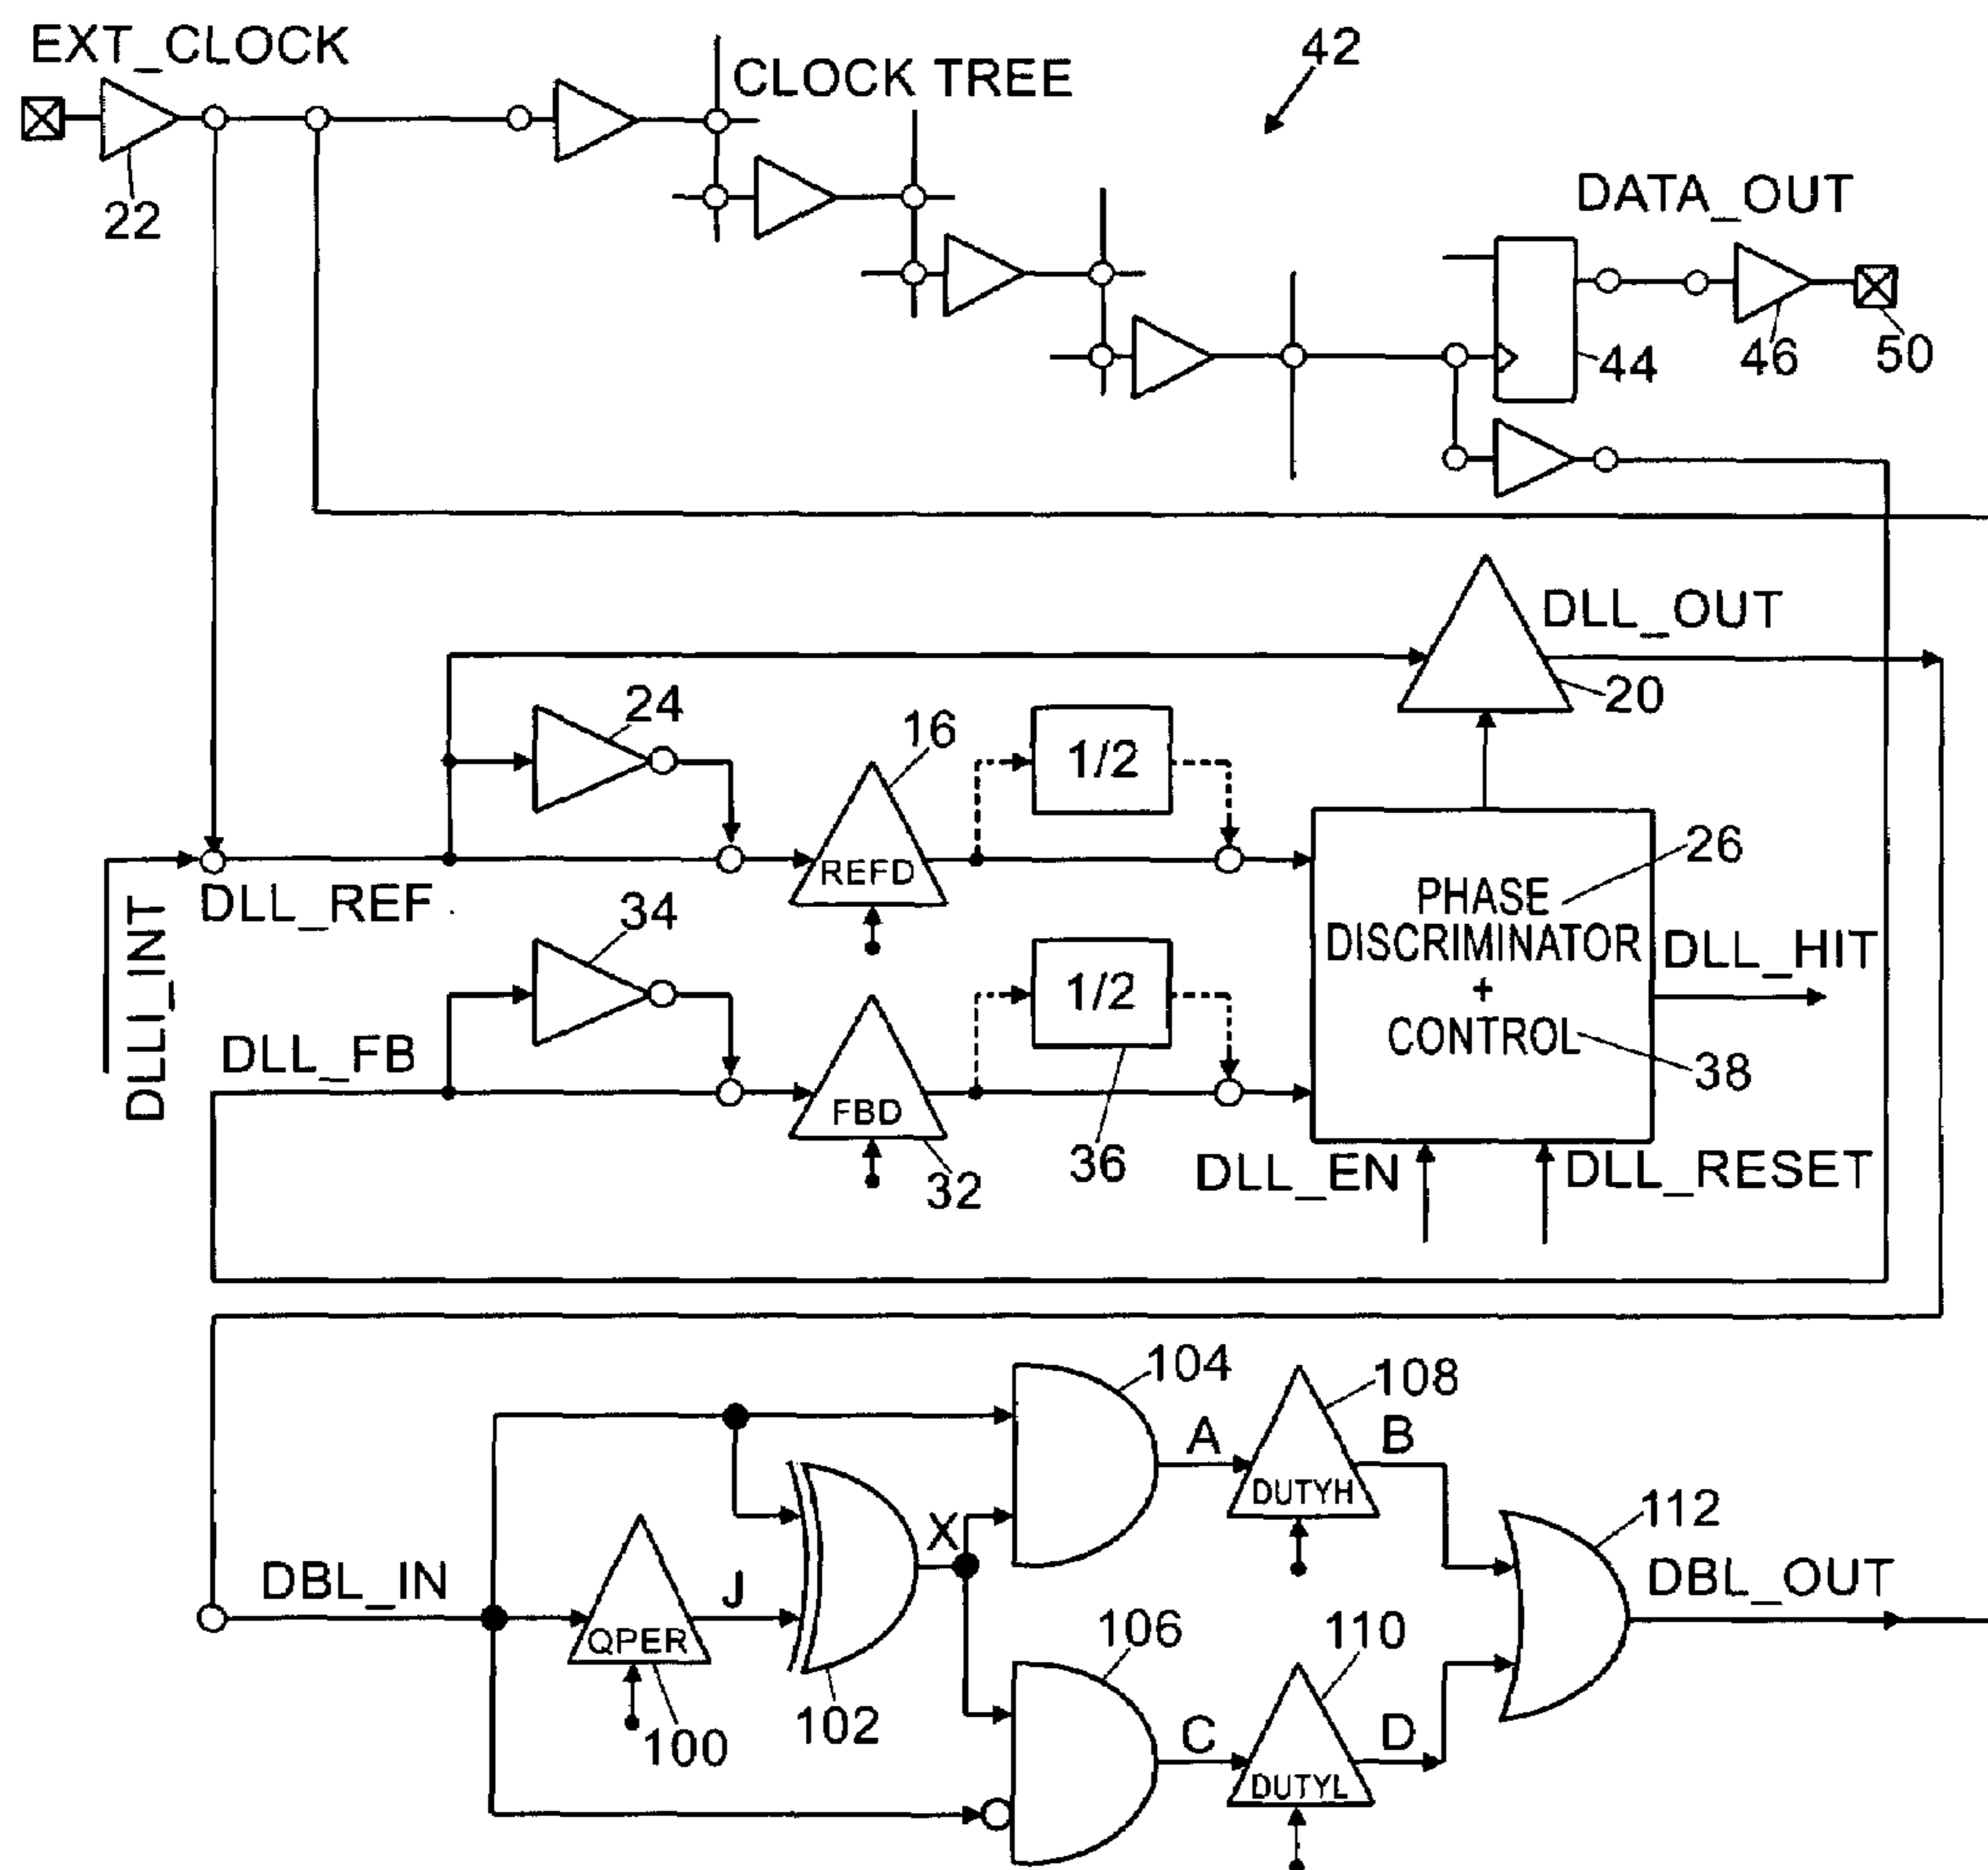 EXT_CLOCK
CLOCK TREE
42
22
DATA_OUT
44
46
50
DLL_OUT
20
24
16
1/2
REFD
DLL_REF
DLLI_INT
26
PHASE
DISCRIMINATOR
+
CONTROL
38
DLL_HIT
34
1/2
36
DLL_FB
FBD
32
DLL_EN
DLL_RESET
104
108
A
B
DUTYH
112
X
DBL_IN
J
QPER
100
102
DBL_OUT
106
110
C
D
DUTYL